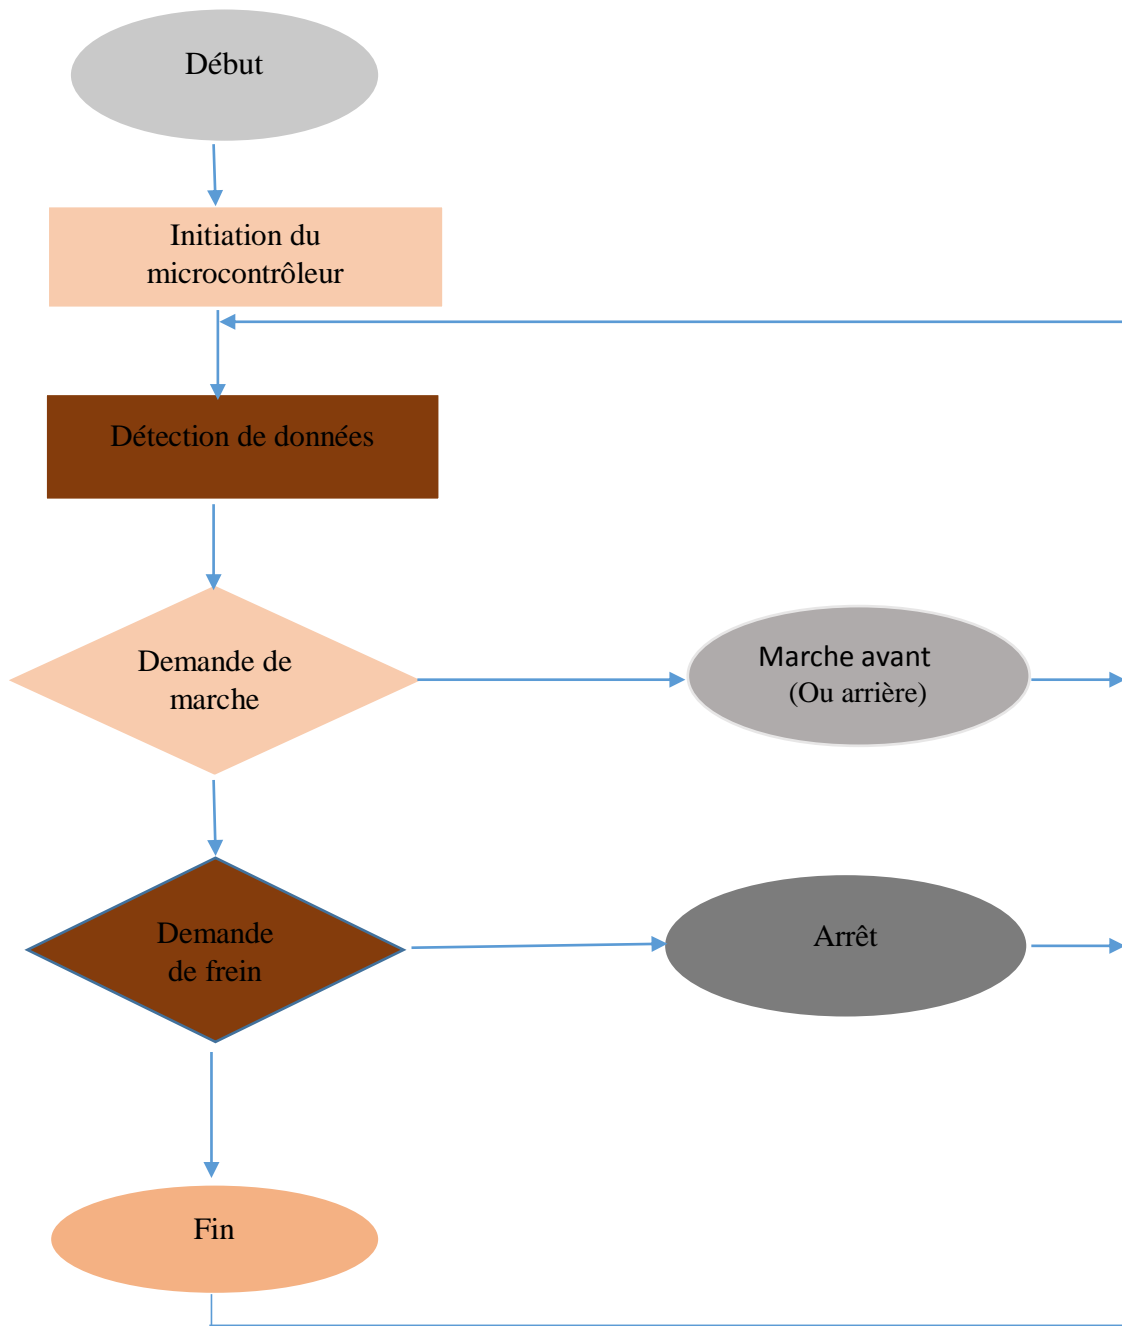 Début
Initiation du
microcontrôleur
Détection de données
Demande de
marche
Marche avant
(Ou arrière)
Demande
de frein
Arrêt
Fin